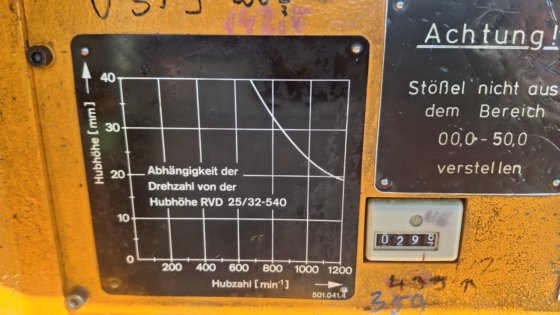 Hubhöhe [mm]
40
30
20
10
0
Abhängigkeit der
Drehzahl von der
Hubhöhe RVD 25/32-540
200 400 600 800 1000 1200
Hubzahl [min⁻¹]
501.041.4
Achtung!
Stößel nicht aus
dem Bereich
00,0 - 50,0
verstellen
029
359